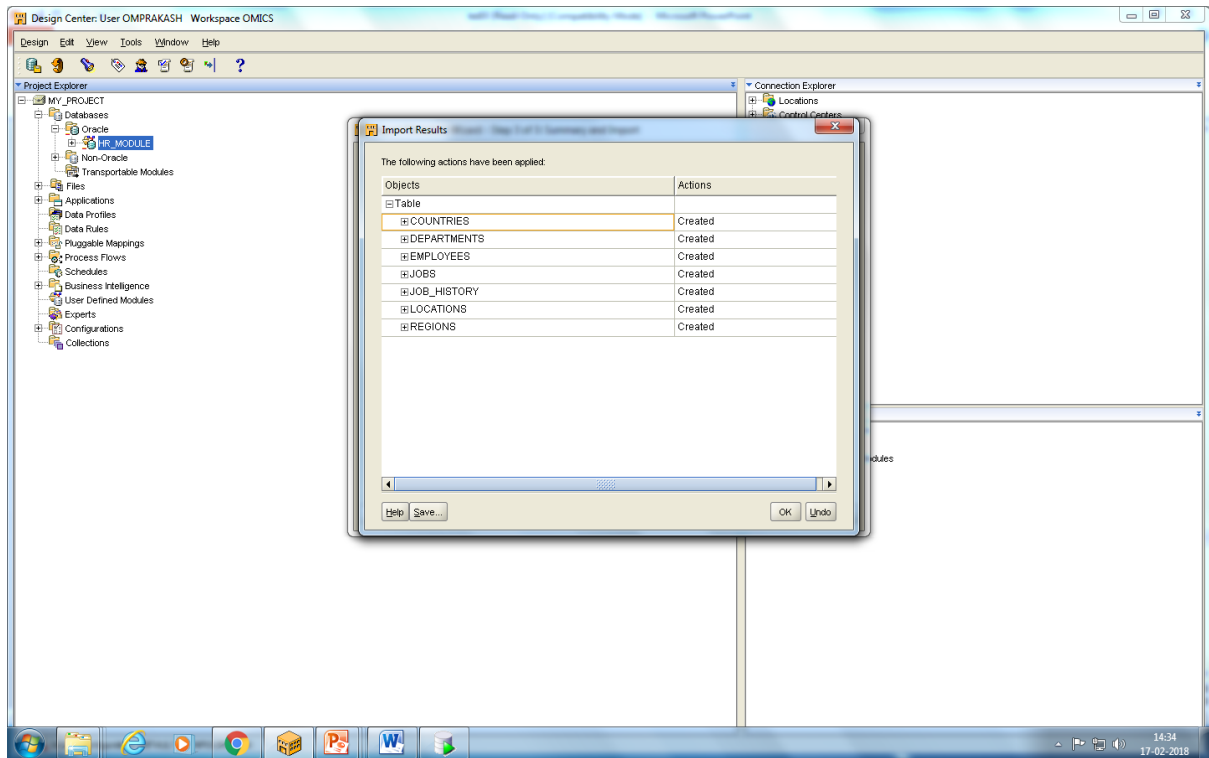 Design Center: User OMPRAKASH Workspace OMICS
Design Edit View Tools Window Help
Project Explorer
MY_PROJECT
Databases
Oracle
HR_MODULE
Non-Oracle
Transportable Modules
Files
Applications
Data Profiles
Data Rules
Pluggable Mappings
Process Flows
Schedules
Business Intelligence
User Defined Modules
Experts
Configurations
Collections
Connection Explorer
Locations
Control Centers
Import Results
The following actions have been applied:
Objects Actions
Table
COUNTRIES Created
DEPARTMENTS Created
EMPLOYEES Created
JOBS Created
JOB_HISTORY Created
LOCATIONS Created
REGIONS Created
Help Save... OK Undo
14:34
17-02-2018